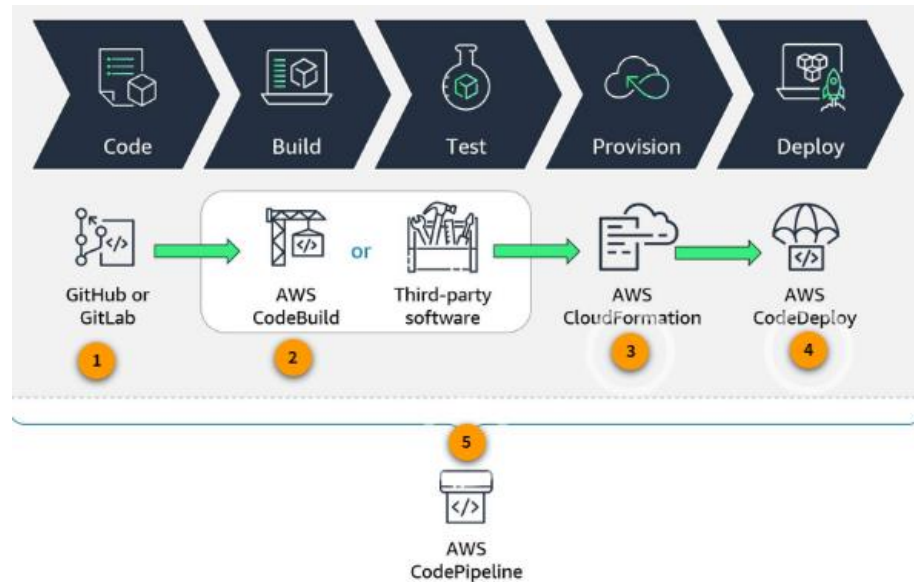 Code
Build
Test
Provision
Deploy
</>
</>
or
</>
GitHub or
GitLab
AWS
CodeBuild
Third-party
software
AWS
CloudFormation
AWS
CodeDeploy
1
2
3
4
5
</>
AWS
CodePipeline